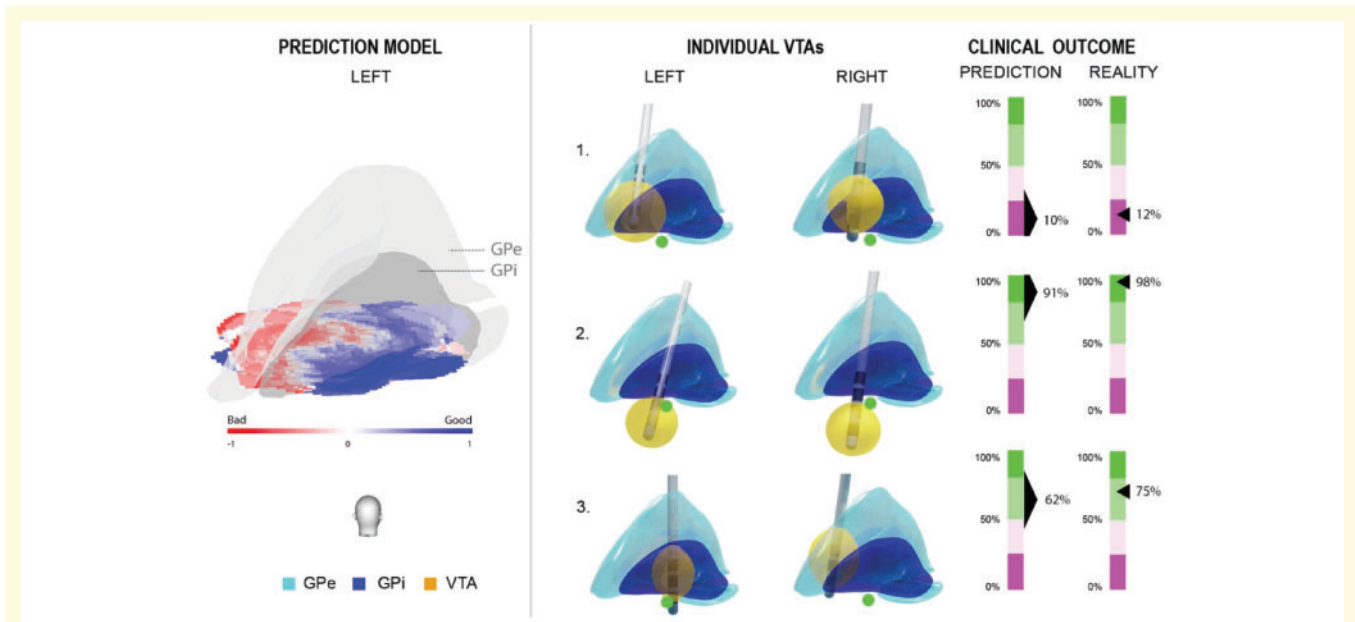 PREDICTION MODEL
LEFT
GPe
GPi
Bad
Good
-1
0
1
GPe
GPi
VTA
INDIVIDUAL VTAs
LEFT
RIGHT
CLINICAL OUTCOME
PREDICTION
REALITY
1.
100%
50%
0%
10%
100%
50%
0%
12%
2.
100%
50%
0%
91%
100%
50%
0%
98%
3.
100%
50%
0%
62%
100%
50%
0%
75%